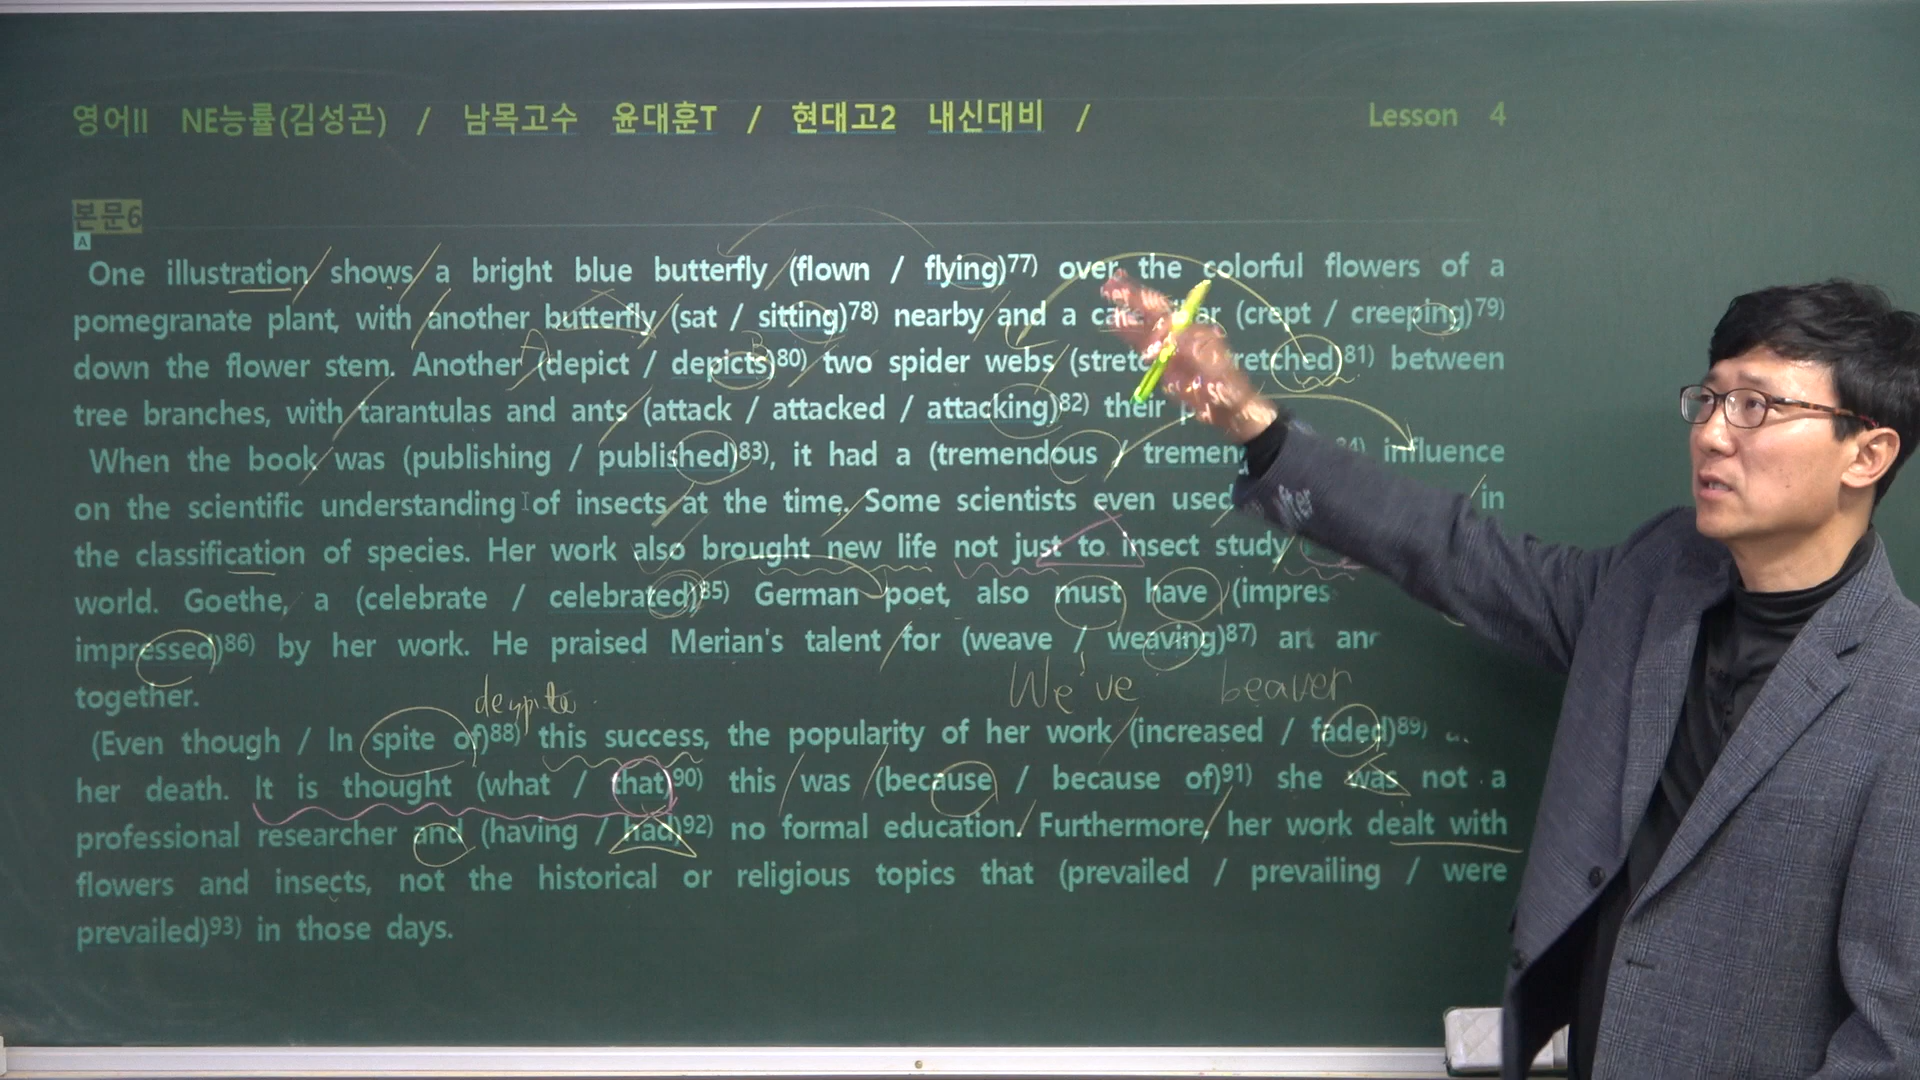 영어II NE능률(김성곤) / 남목고수 윤대훈T / 현대고2 내신대비 / Lesson 4
본문6
A
One illustration shows a bright blue butterfly (flown / flying)77) over the colorful flowers of a
pomegranate plant, with another butterfly (sat / sitting)78) nearby and a (crept / creeping)79)
A B
down the flower stem. Another (depict / depicts)80) two spider webs 81) between
tree branches, with tarantulas and ants (attack / attacked / attacking)82) their
When the book was (publishing / published)83), it had a (tremendous / influence
on the scientific understanding of insects at the time. Some scientists even used in
the classification of species. Her work also brought new life not just to insect study
world. Goethe, a (celebrate / celebrated)85) German poet, also must have
impressed)86) by her work. He praised Merian's talent for (weave / weaving)87) art
together.
despite We've beaver
(Even though / In spite of)88) this success, the popularity of her work (increased / faded)89)
her death. It is thought (what / that)90) this was (because / because of)91) she was not a
professional researcher and (having / had)92) no formal education. Furthermore, her work dealt with
flowers and insects, not the historical or religious topics that (prevailed / prevailing / were
prevailed)93) in those days.